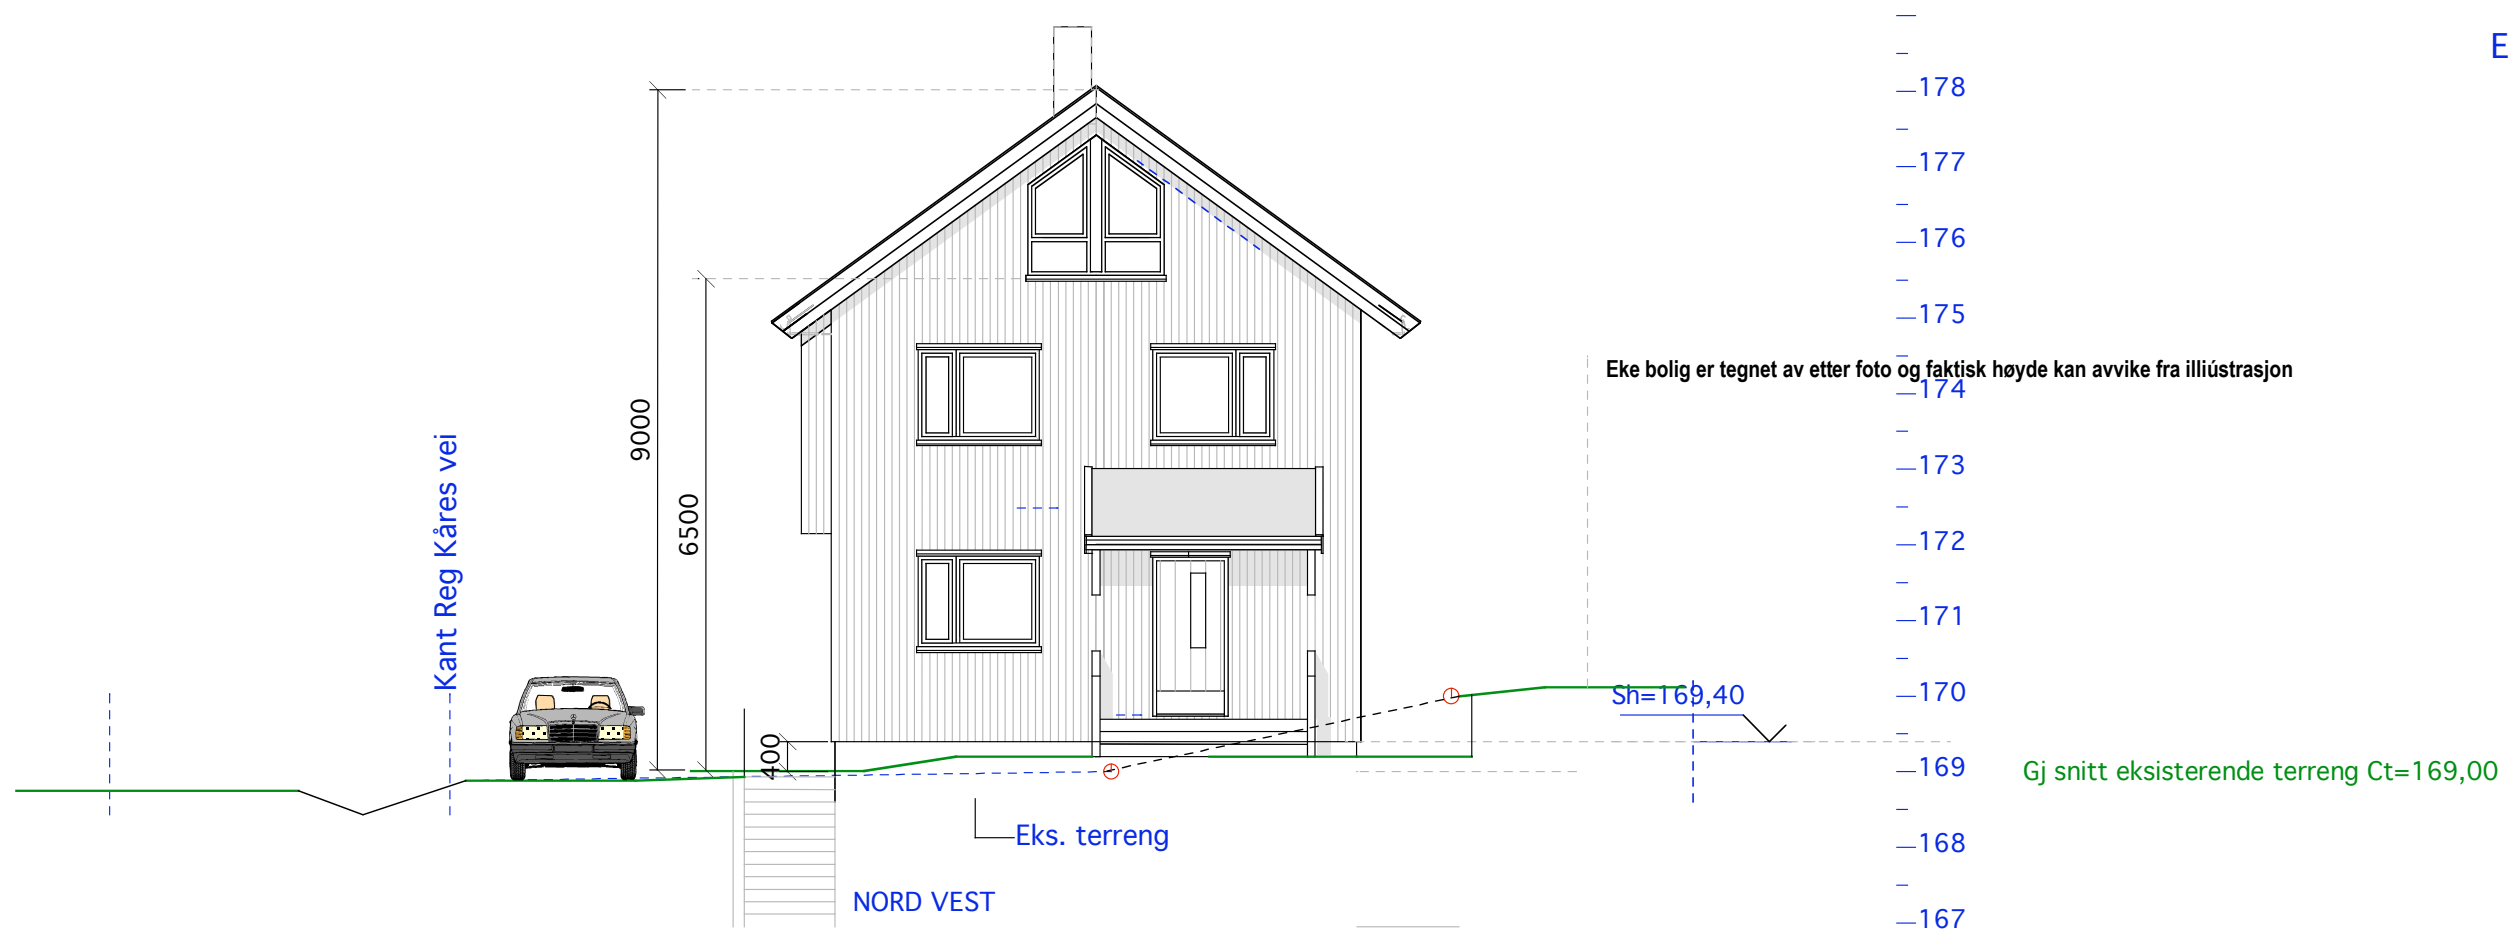 E
178
177
176
175
Eke bolig er tegnet av etter foto og faktisk høyde kan avvike fra illiústrasjon
174
9000
Kant Reg Kåres vei
173
6500
172
171
Sh=169,40
170
400
169
Gj snitt eksisterende terreng Ct=169,00
Eks. terreng
168
NORD VEST
167